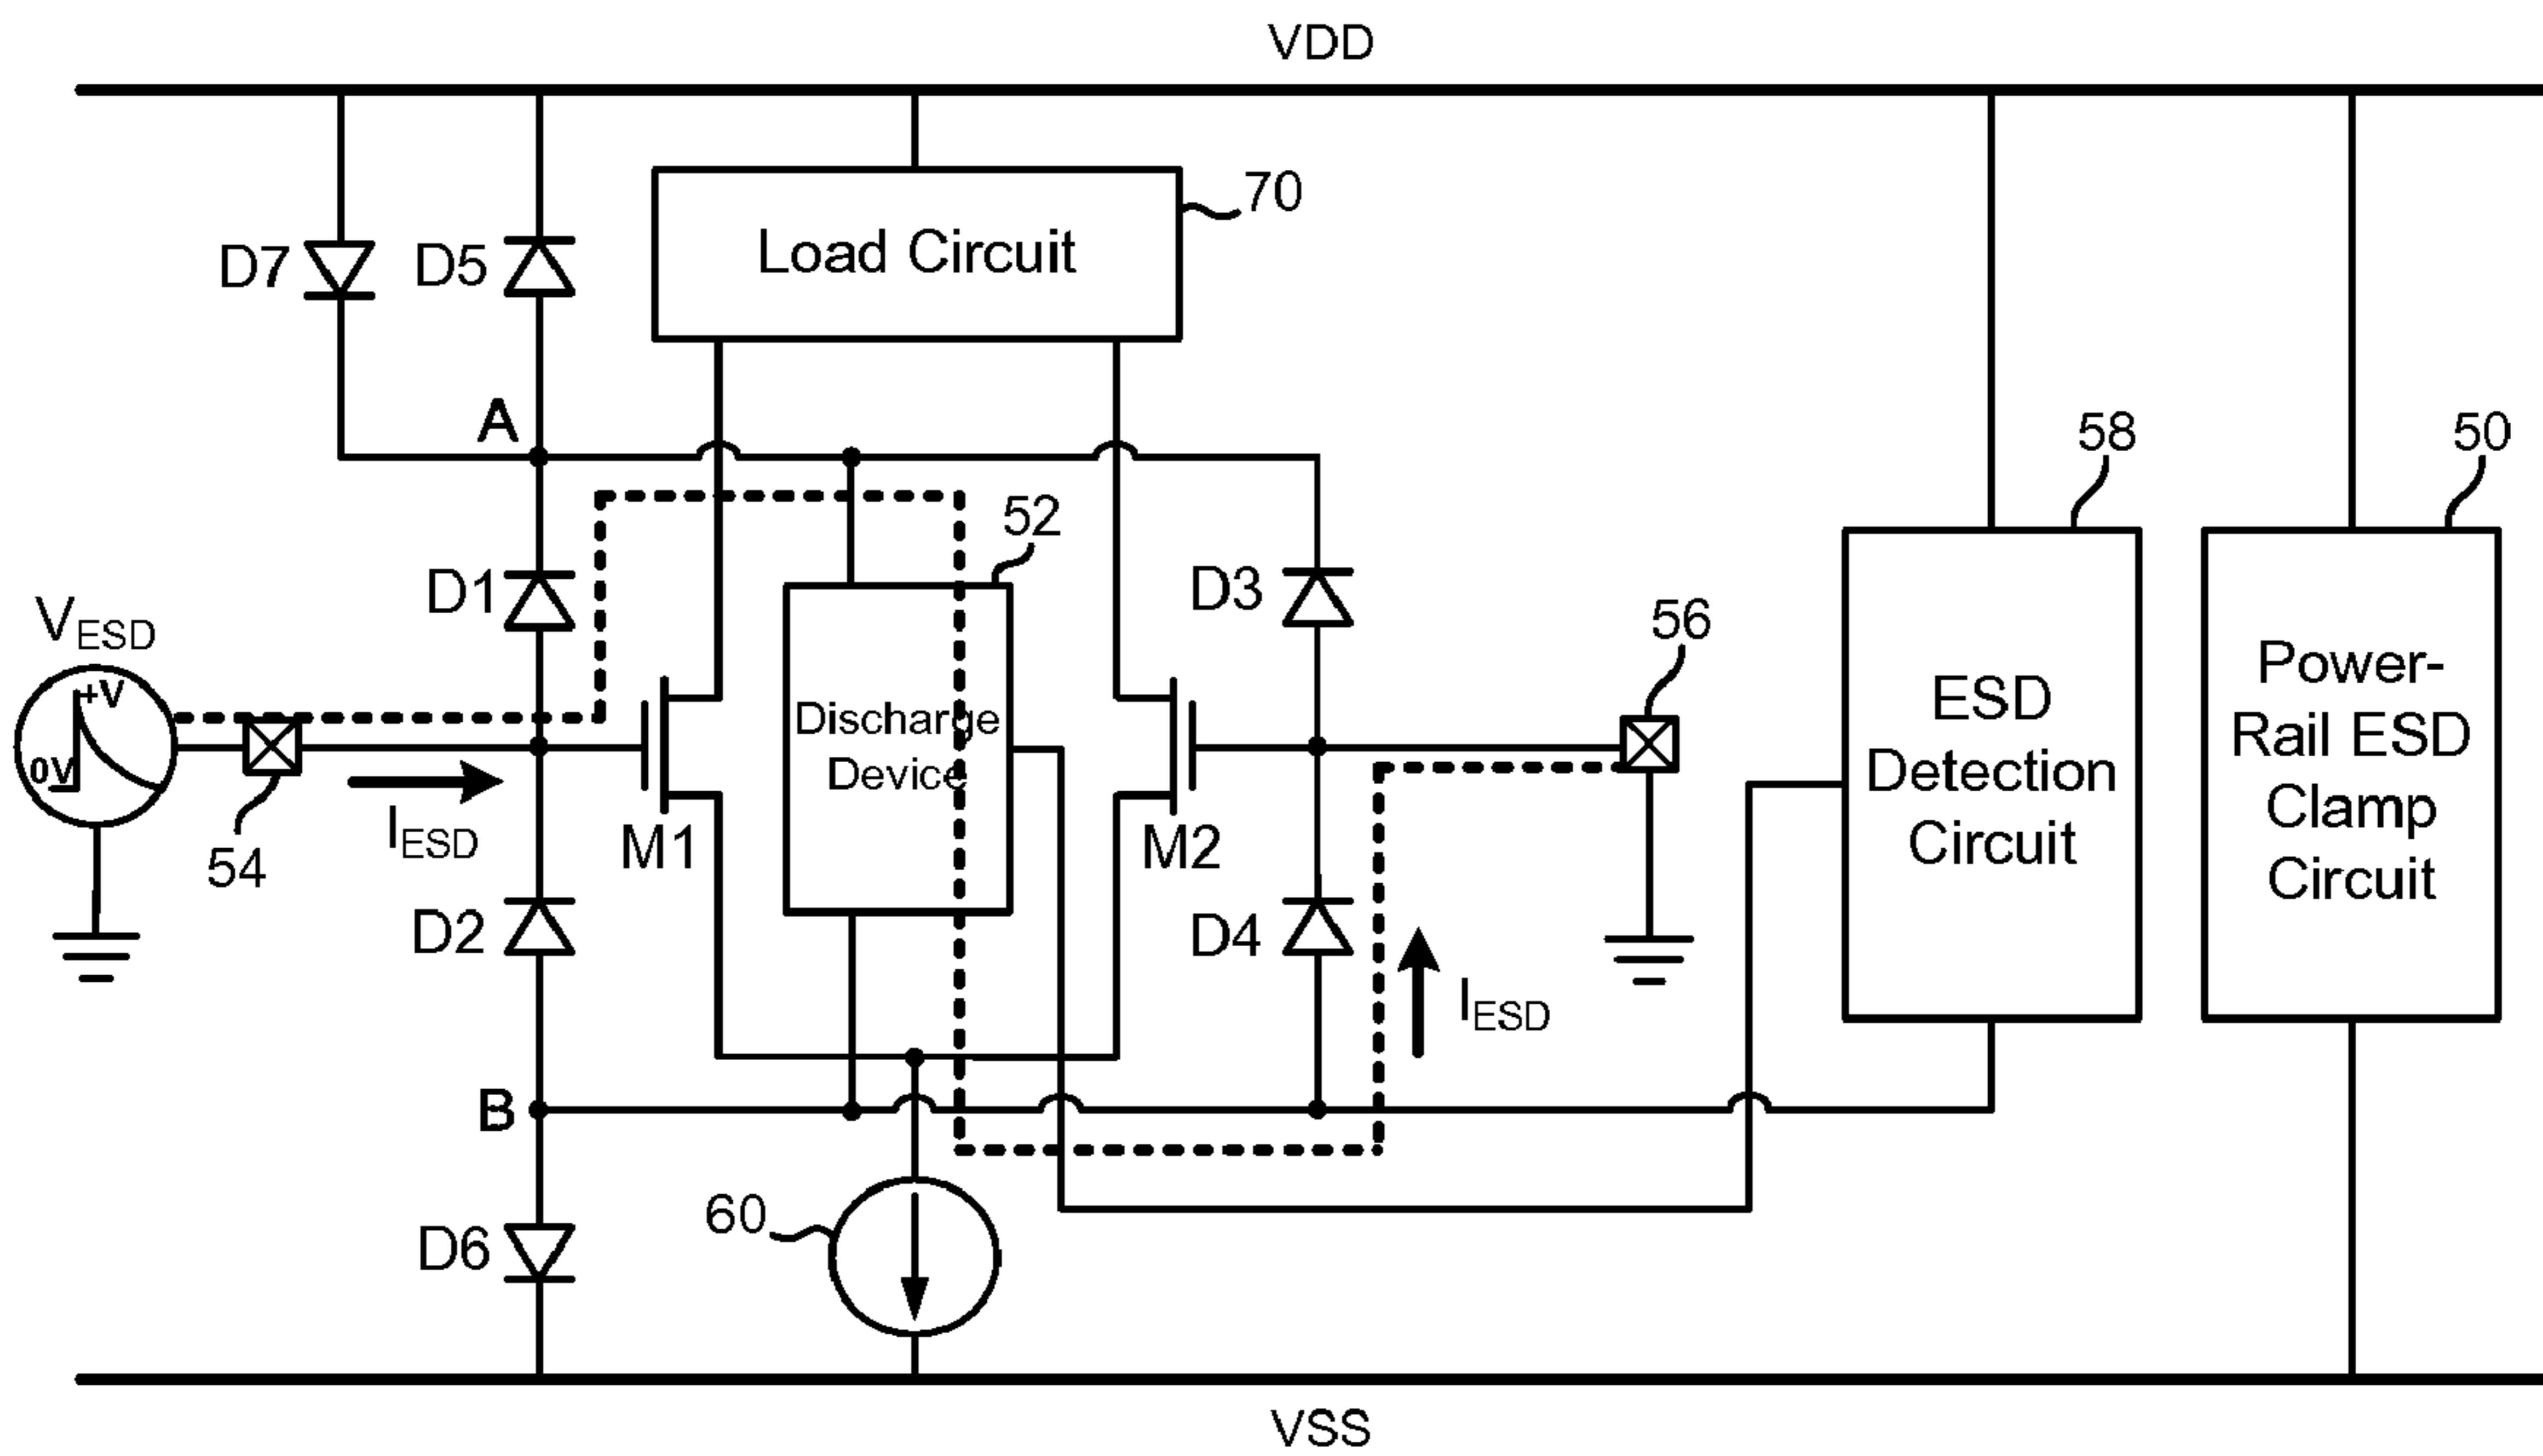 VDD
70
Load Circuit
D7
D5
A
58
50
52
D1
D3
56
VESD
+V
0V
Discharge
Device
ESD
Detection
Circuit
Power-
Rail ESD
Clamp
Circuit
IESD
54
M1
M2
D2
D4
IESD
B
60
D6
VSS